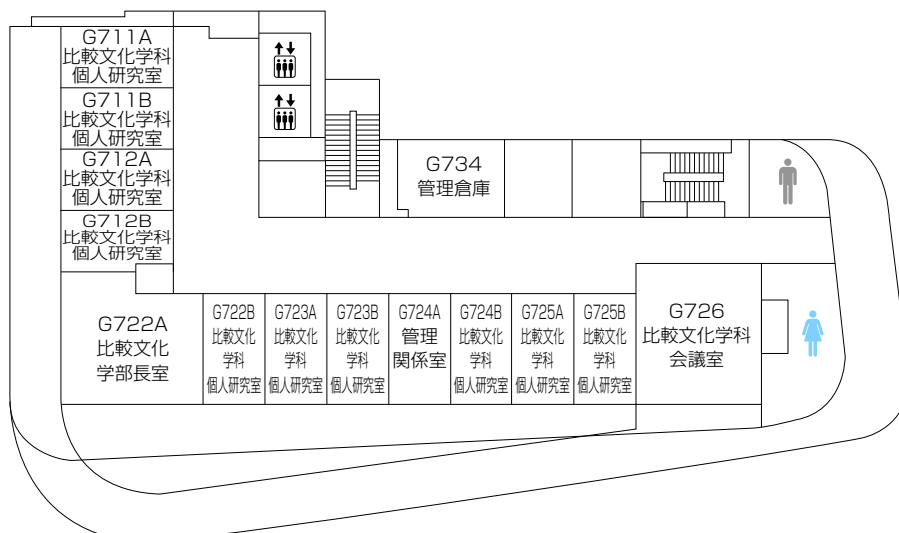 G711A
比較文化学科
個人研究室
G711B
比較文化学科
個人研究室
G712A
比較文化学科
個人研究室
G712B
比較文化学科
個人研究室
G734
管理倉庫
G722A
比較文化
学部長室
G722B
比較文化
学科
個人研究室
G723A
比較文化
学科
個人研究室
G723B
比較文化
学科
個人研究室
G724A
管理
関係室
G724B
比較文化
学科
個人研究室
G725A
比較文化
学科
個人研究室
G725B
比較文化
学科
個人研究室
G726
比較文化学科
会議室